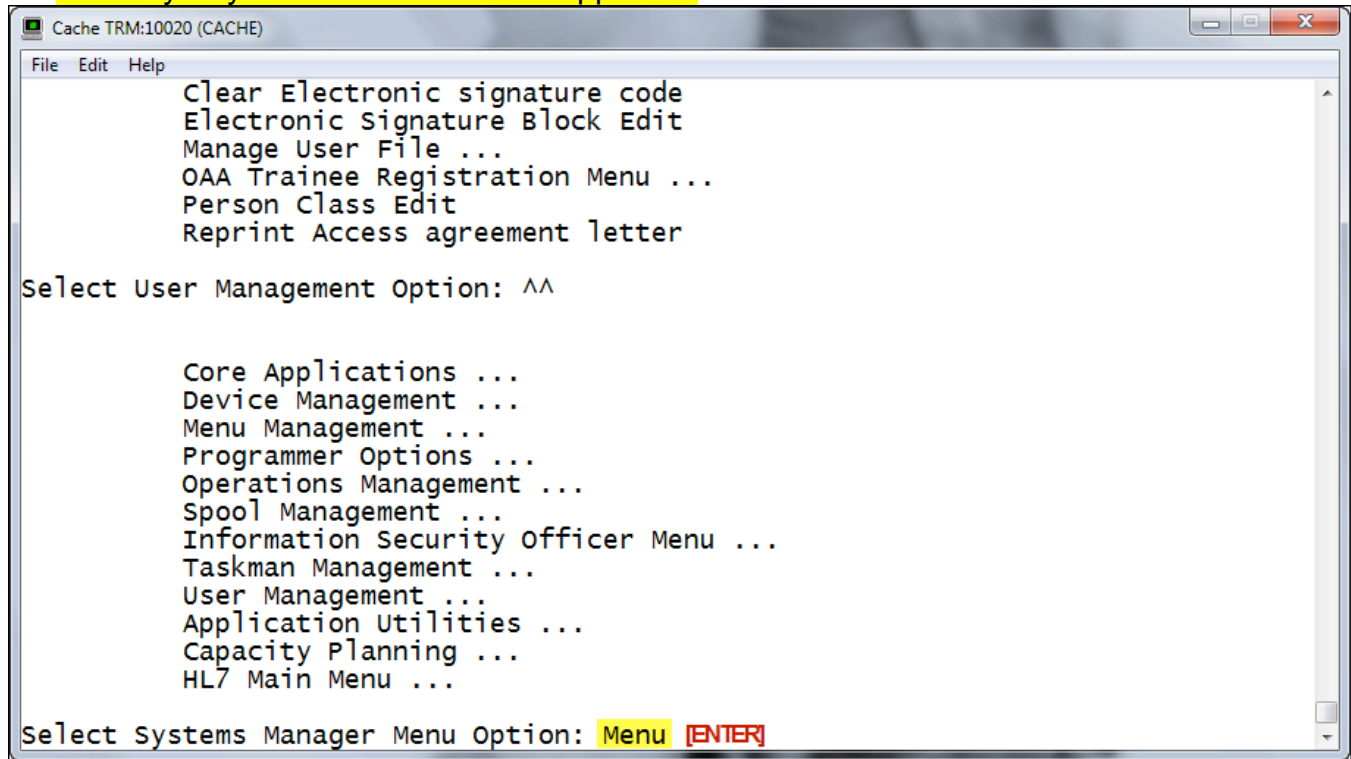 Cache TRM:10020 (CACHE)
File Edit Help
Clear Electronic signature code
Electronic Signature Block Edit
Manage User File ...
OAA Trainee Registration Menu ...
Person Class Edit
Reprint Access agreement letter
Select User Management Option: ^^
Core Applications ...
Device Management ...
Menu Management ...
Programmer Options ...
Operations Management ...
Spool Management ...
Information Security Officer Menu ...
Taskman Management ...
User Management ...
Application Utilities ...
Capacity Planning ...
HL7 Main Menu ...
Select Systems Manager Menu Option: Menu [ENTER]